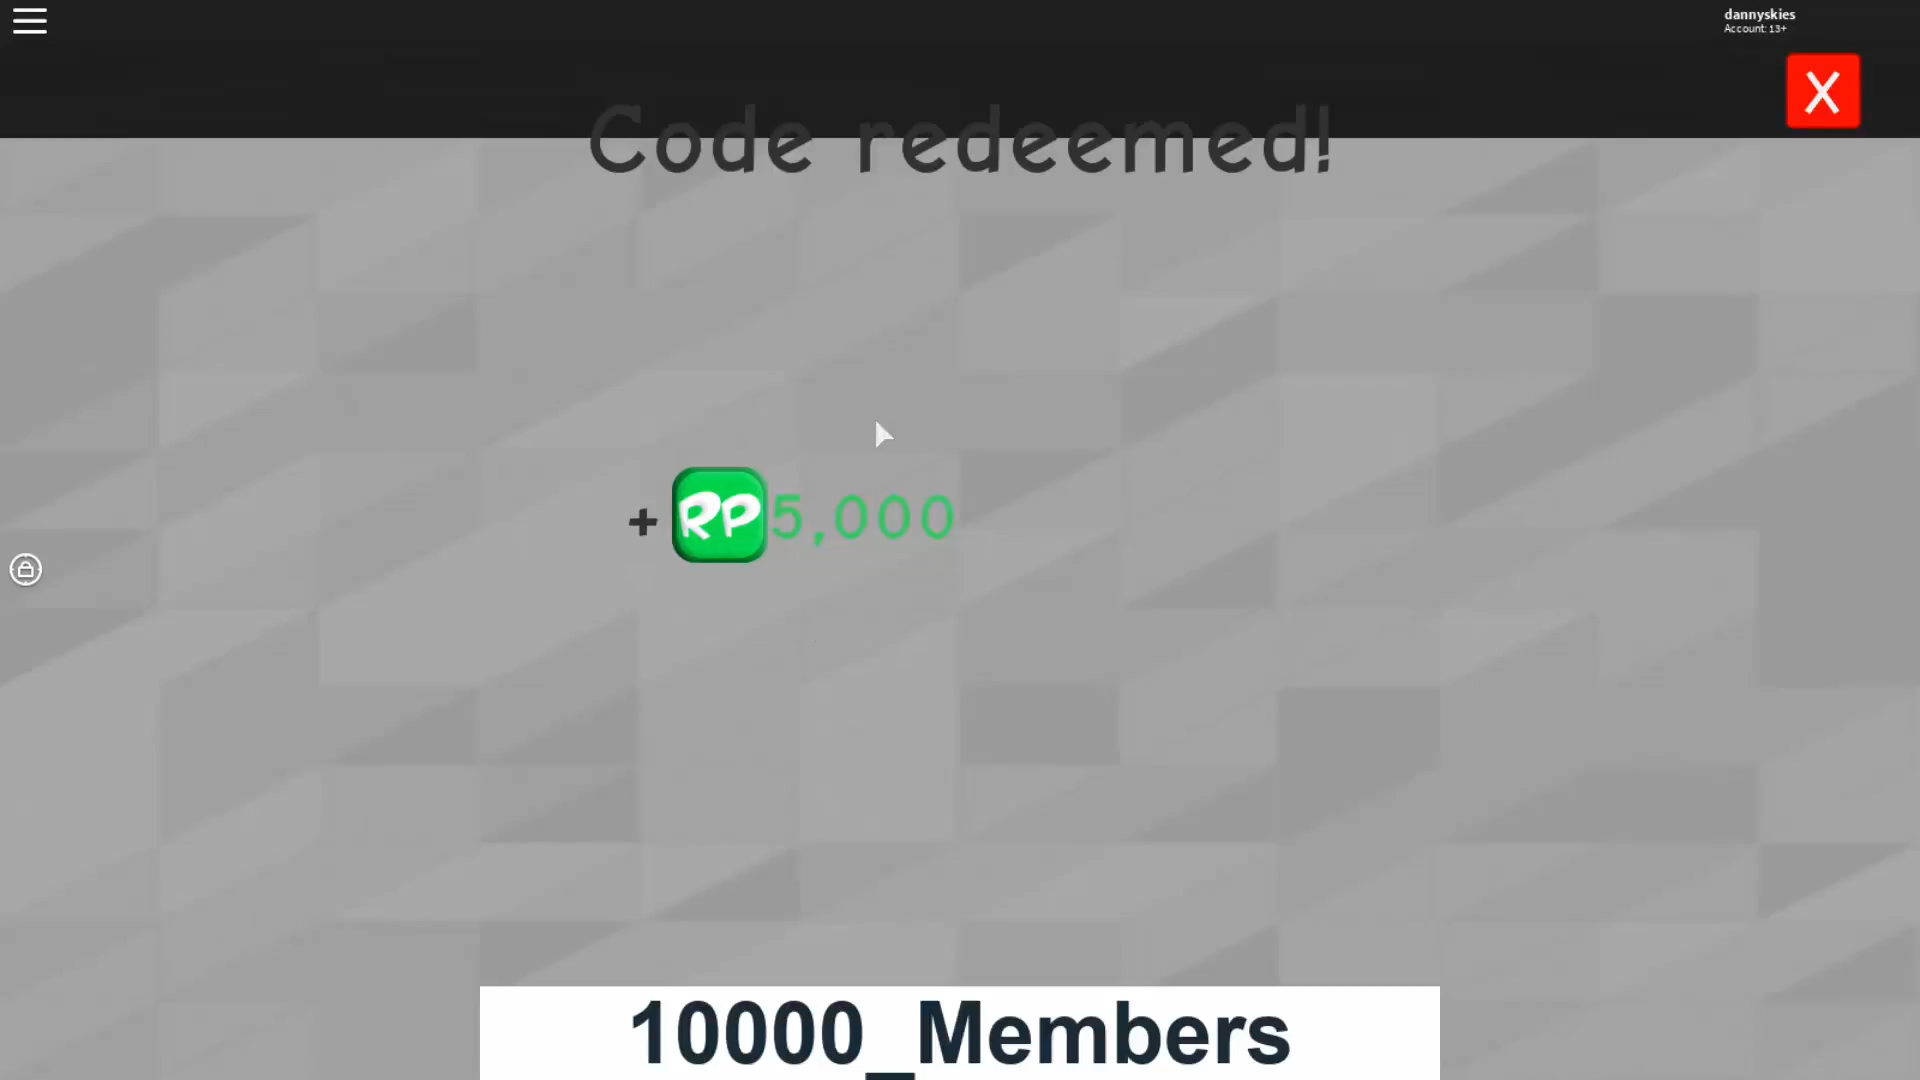 dannyskies
Account: 13+
X
Code redeemed!
+ RP 5,000
10000_Members